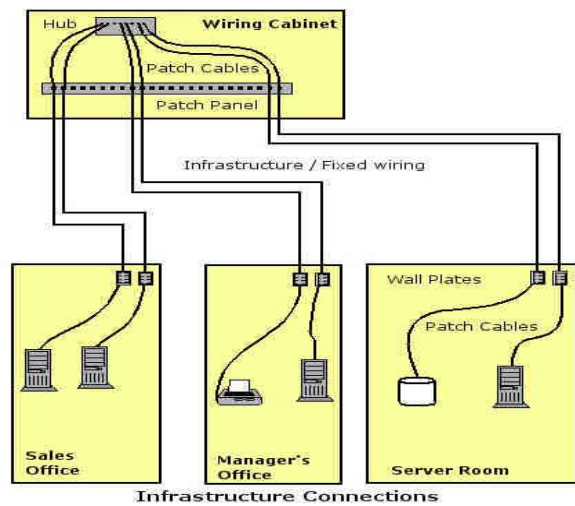 Hub
Wiring Cabinet
Patch Cables
Patch Panel
Infrastructure / Fixed wiring
Wall Plates
Patch Cables
Sales
Office
Manager's
Office
Server Room
Infrastructure Connections